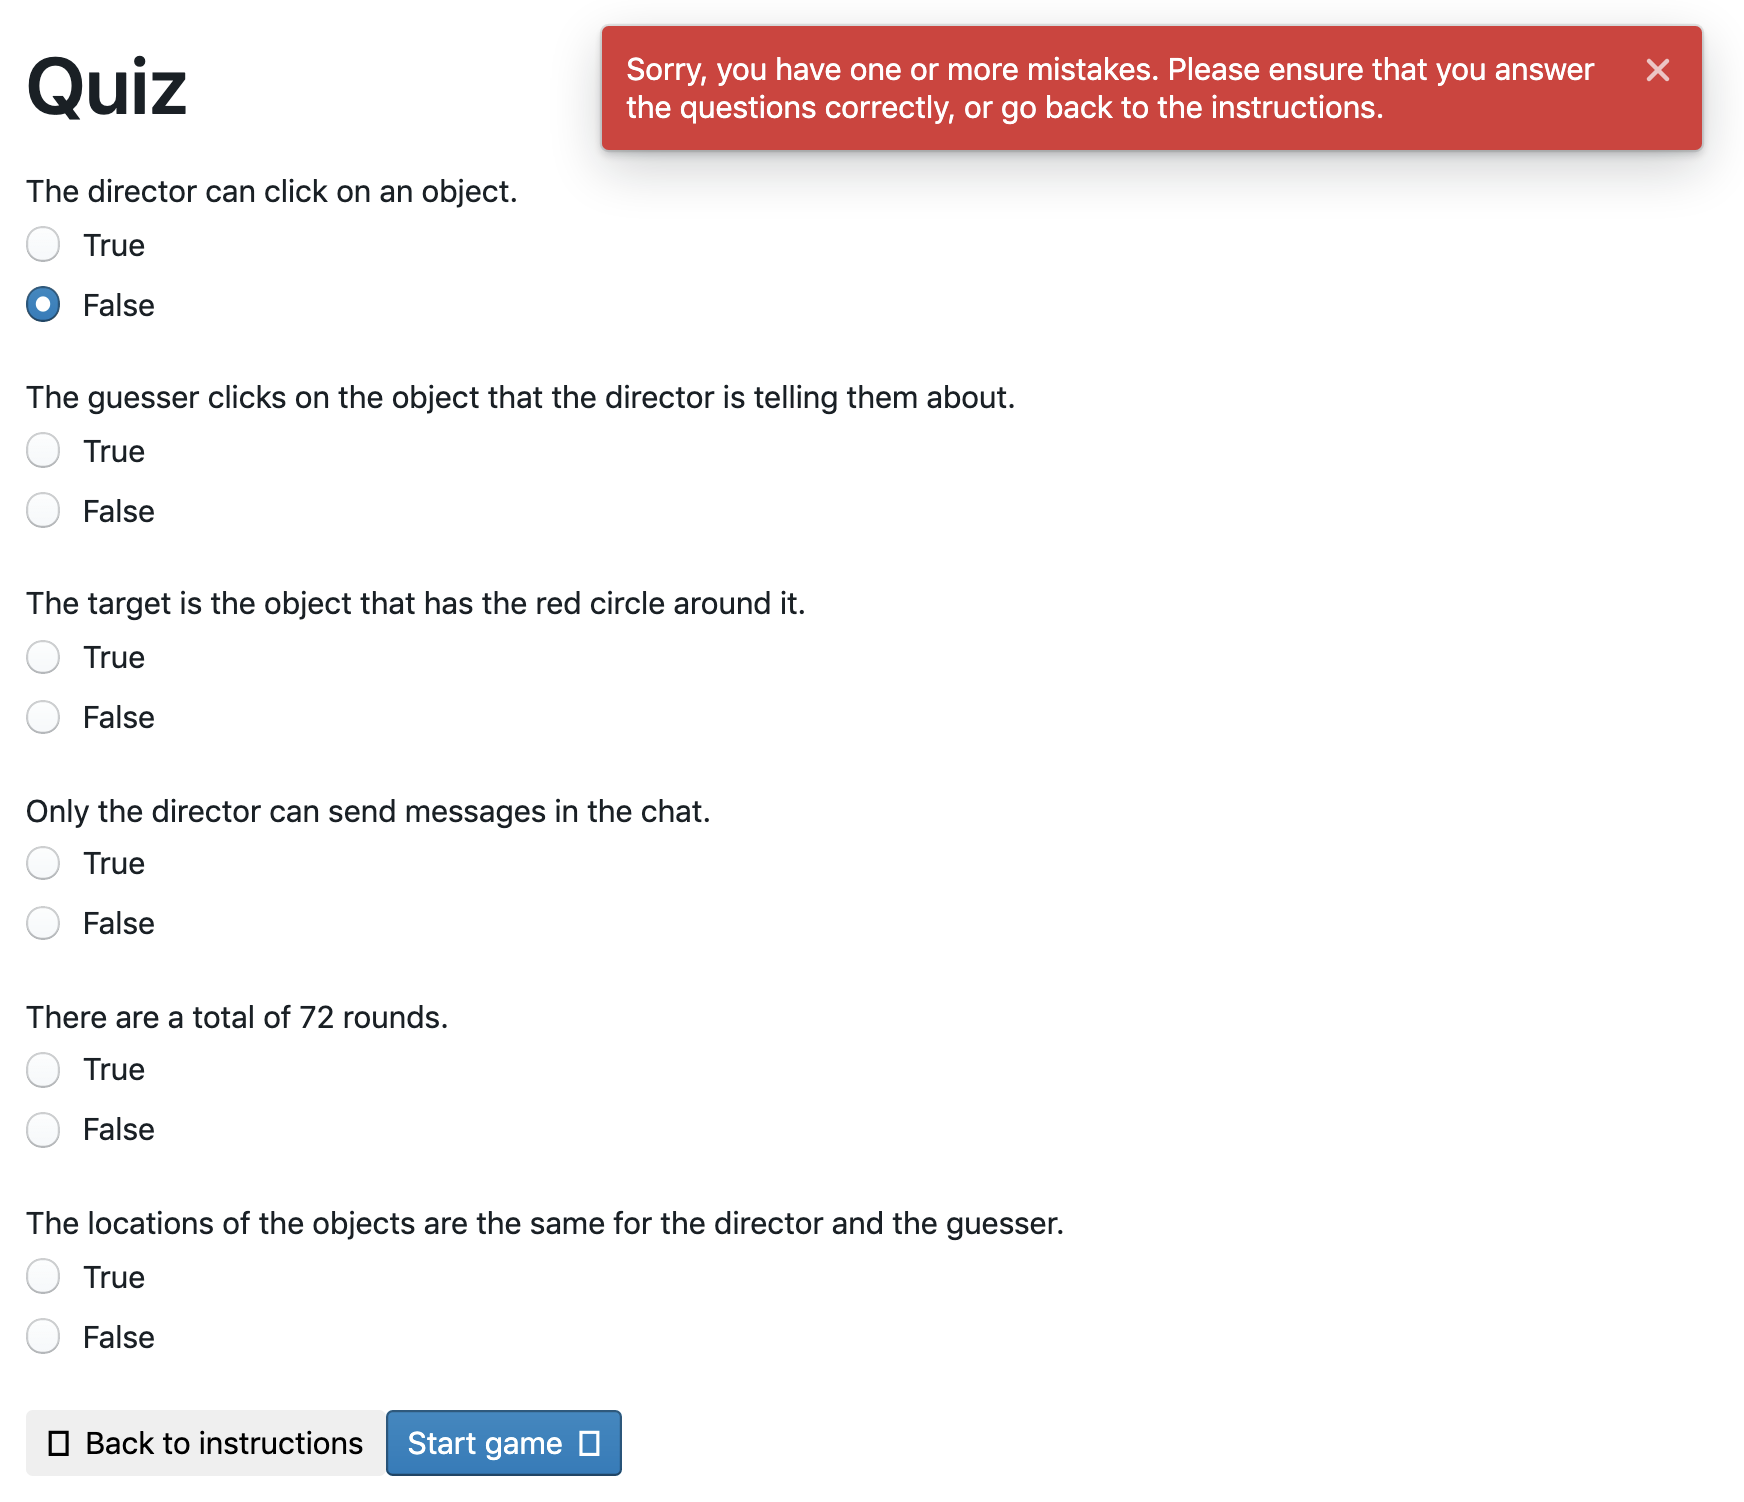 Quiz
Sorry, you have one or more mistakes. Please ensure that you answer
the questions correctly, or go back to the instructions.
The director can click on an object.
True
False
The guesser clicks on the object that the director is telling them about.
True
False
The target is the object that has the red circle around it.
True
False
Only the director can send messages in the chat.
True
False
There are a total of 72 rounds.
True
False
The locations of the objects are the same for the director and the guesser.
True
False
Back to instructions
Start game